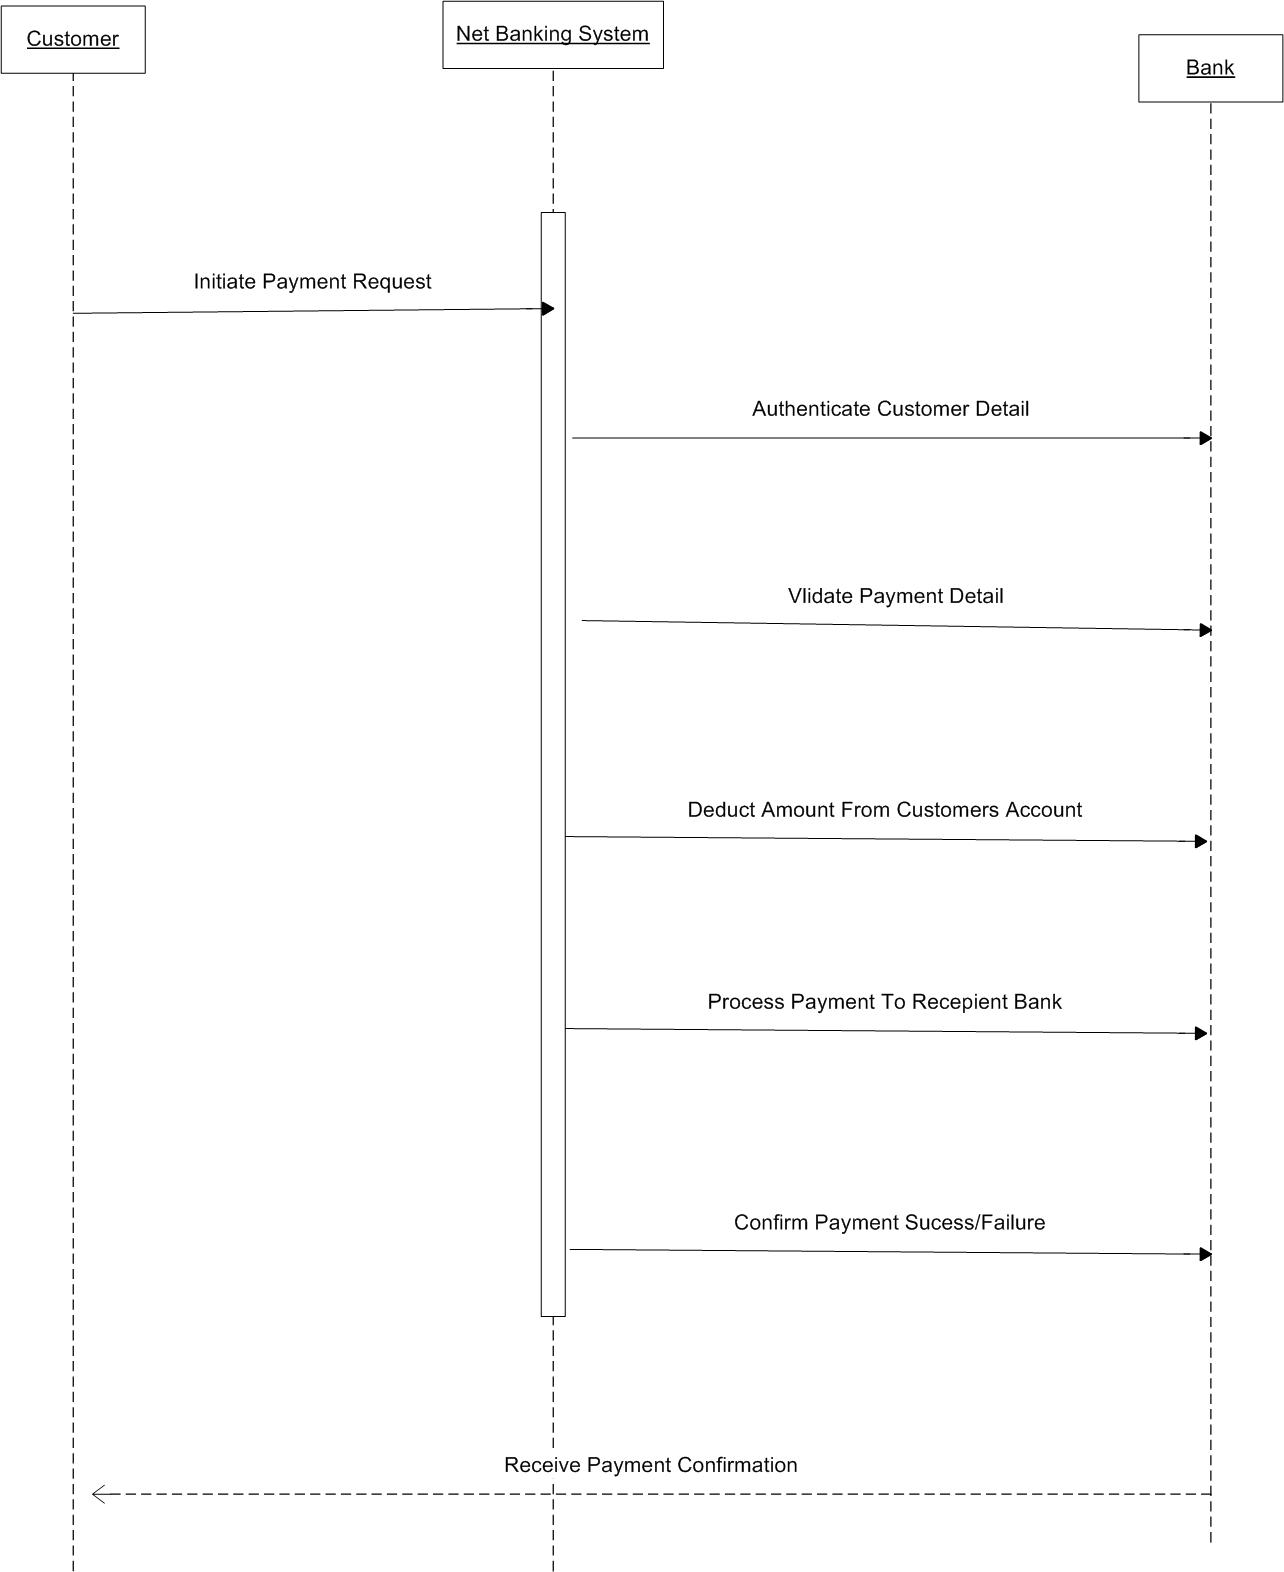 Customer
Net Banking System
Bank
Initiate Payment Request
Authenticate Customer Detail
Vlidate Payment Detail
Deduct Amount From Customers Account
Process Payment To Recepient Bank
Confirm Payment Sucess/Failure
Receive Payment Confirmation